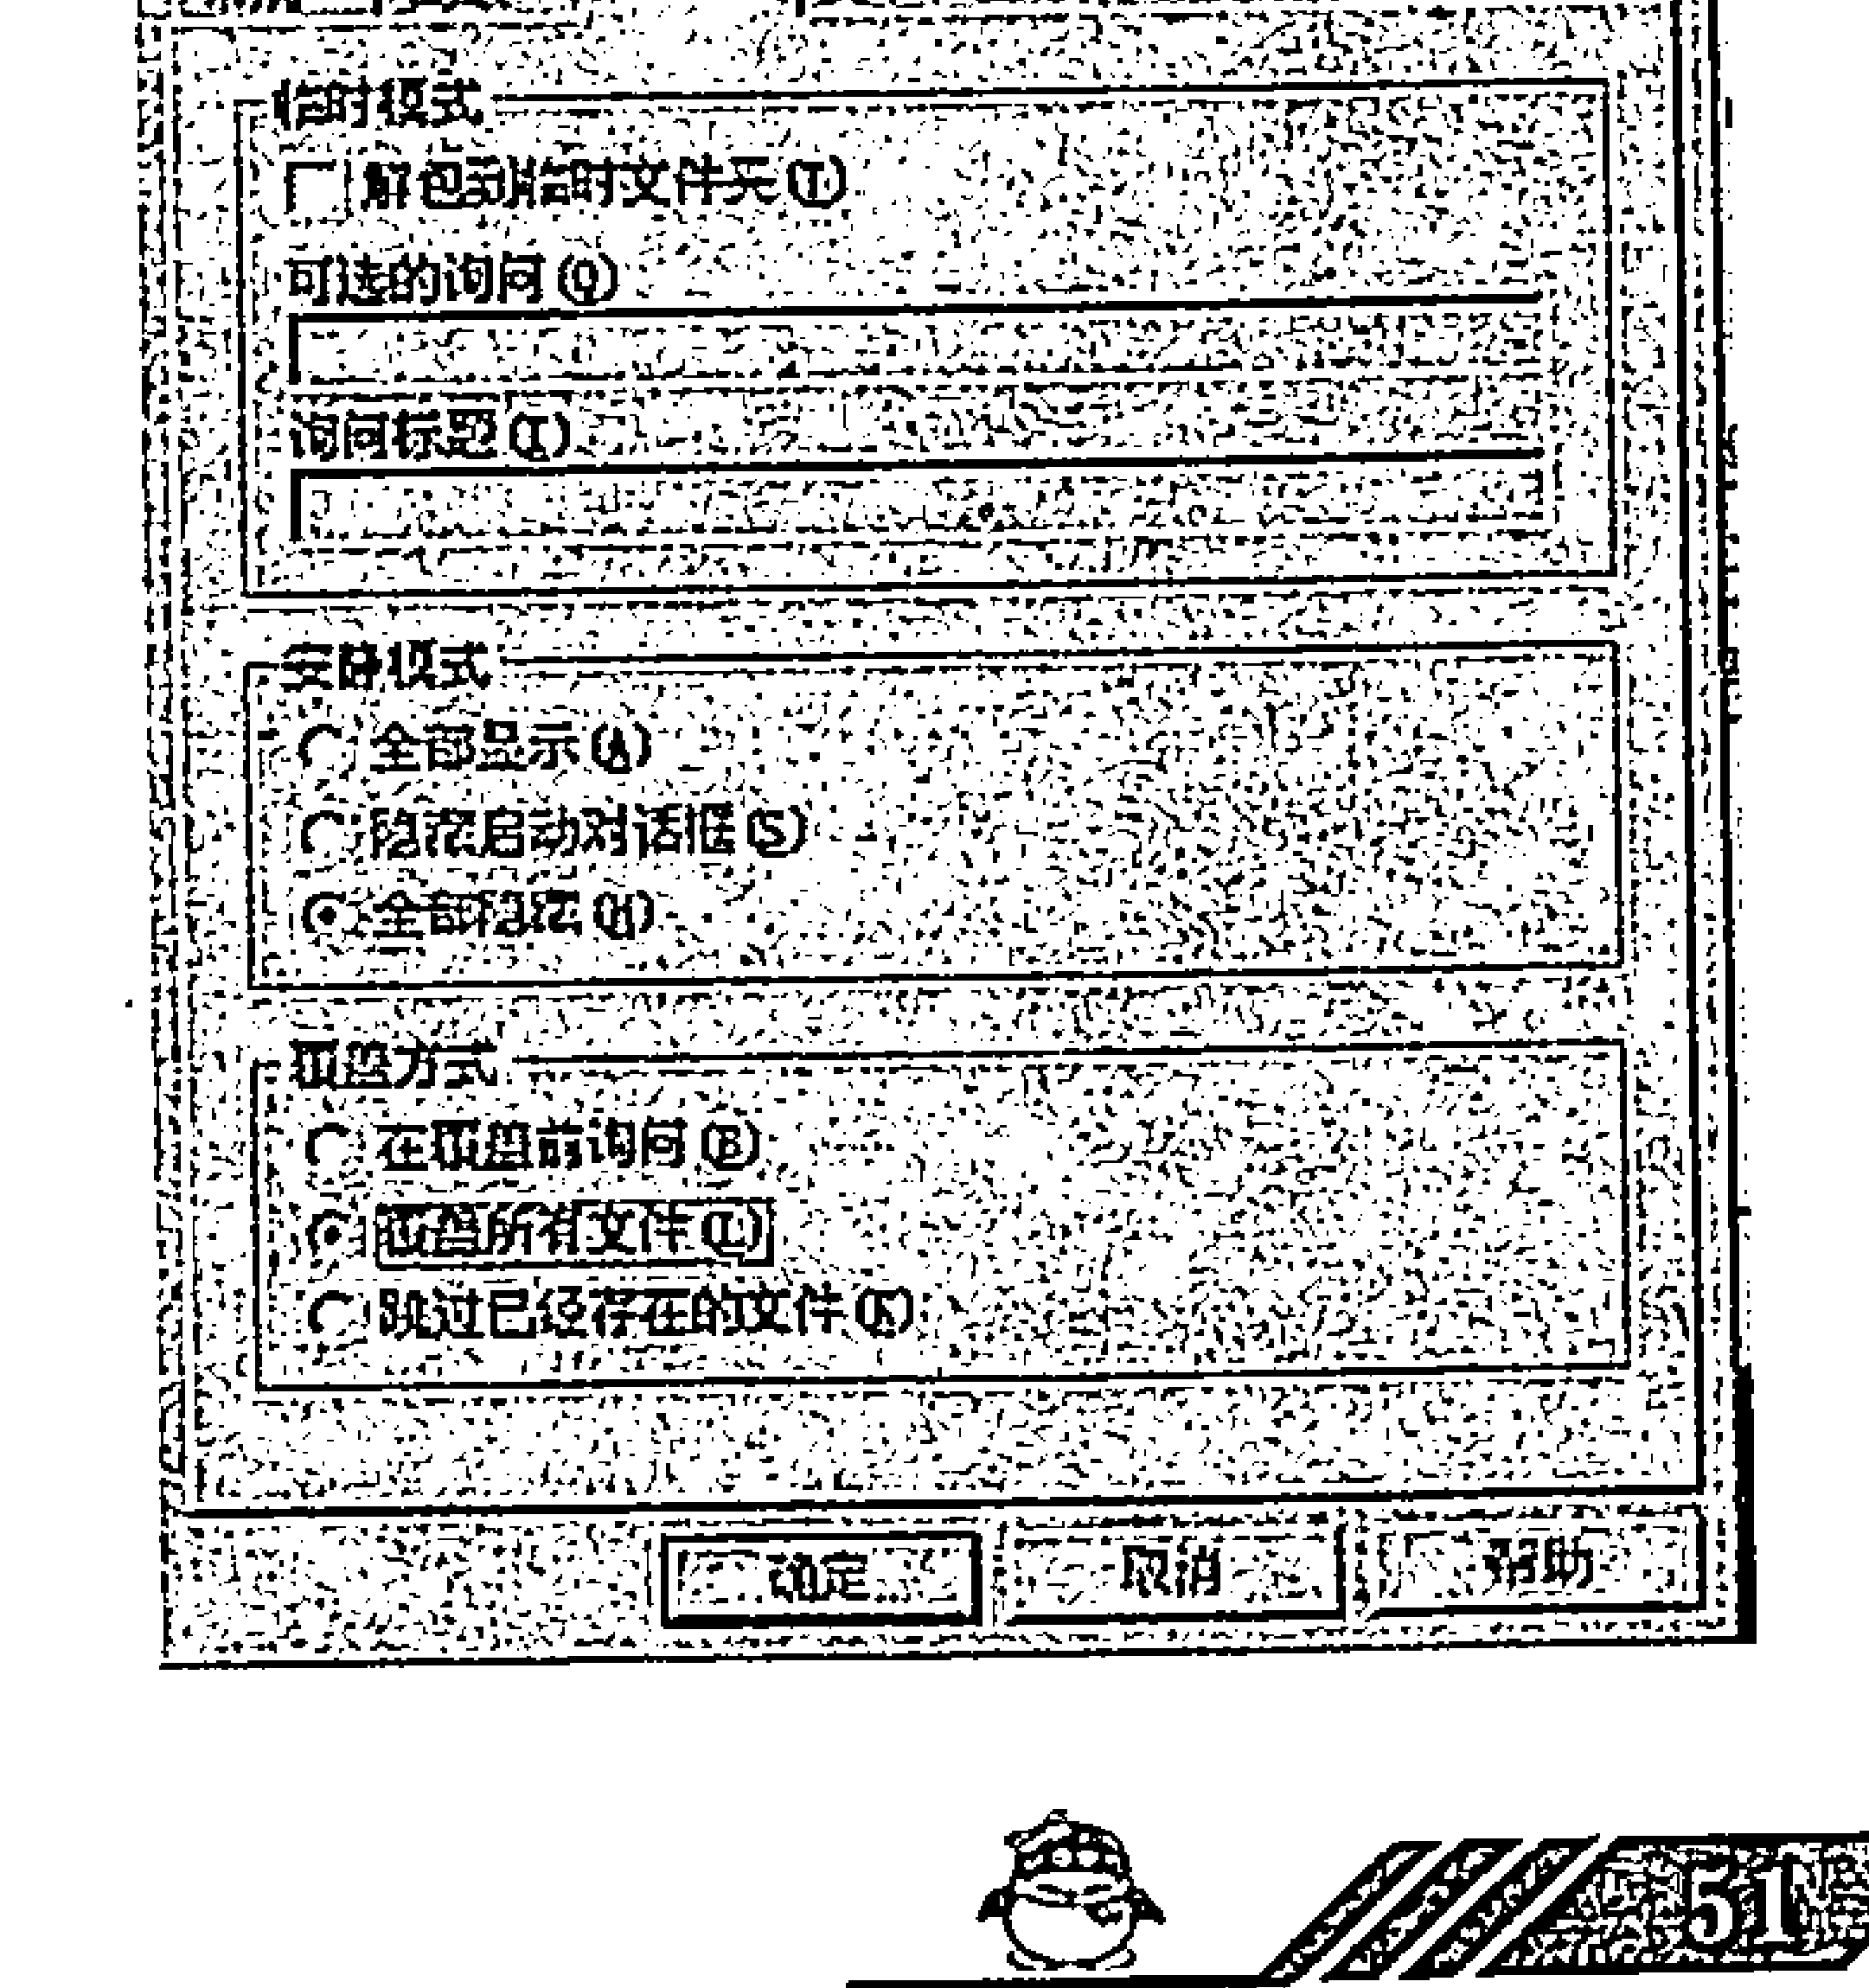 临时模式
解包到临时文件夹(T)
可选的询问(Q)
询问标题(I)
安静模式
全部显示(A)
隐藏启动对话框(S)
全部隐藏(H)
覆盖方式
在覆盖前询问(B)
覆盖所有文件(L)
跳过已经存在的文件(K)
确定
取消
帮助
51